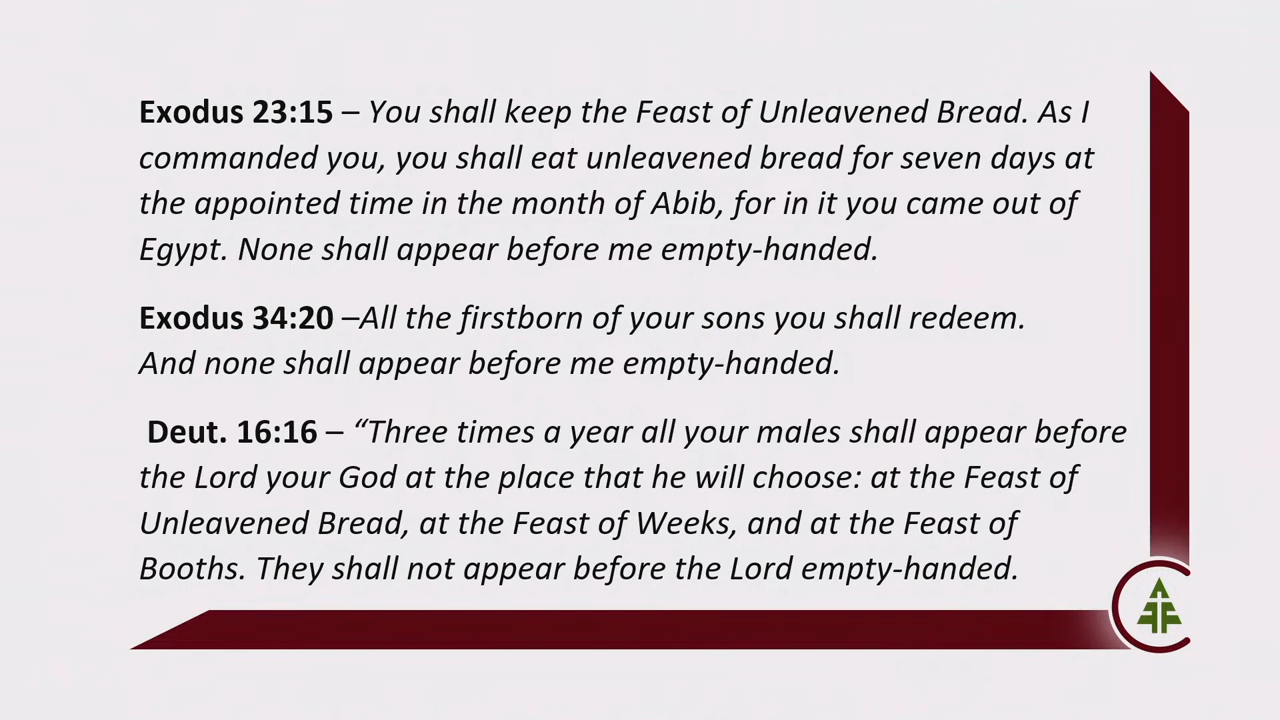 Exodus 23:15 – You shall keep the Feast of Unleavened Bread. As I
commanded you, you shall eat unleavened bread for seven days at
the appointed time in the month of Abib, for in it you came out of
Egypt. None shall appear before me empty-handed.
Exodus 34:20 –All the firstborn of your sons you shall redeem.
And none shall appear before me empty-handed.
Deut. 16:16 – “Three times a year all your males shall appear before
the Lord your God at the place that he will choose: at the Feast of
Unleavened Bread, at the Feast of Weeks, and at the Feast of
Booths. They shall not appear before the Lord empty-handed.